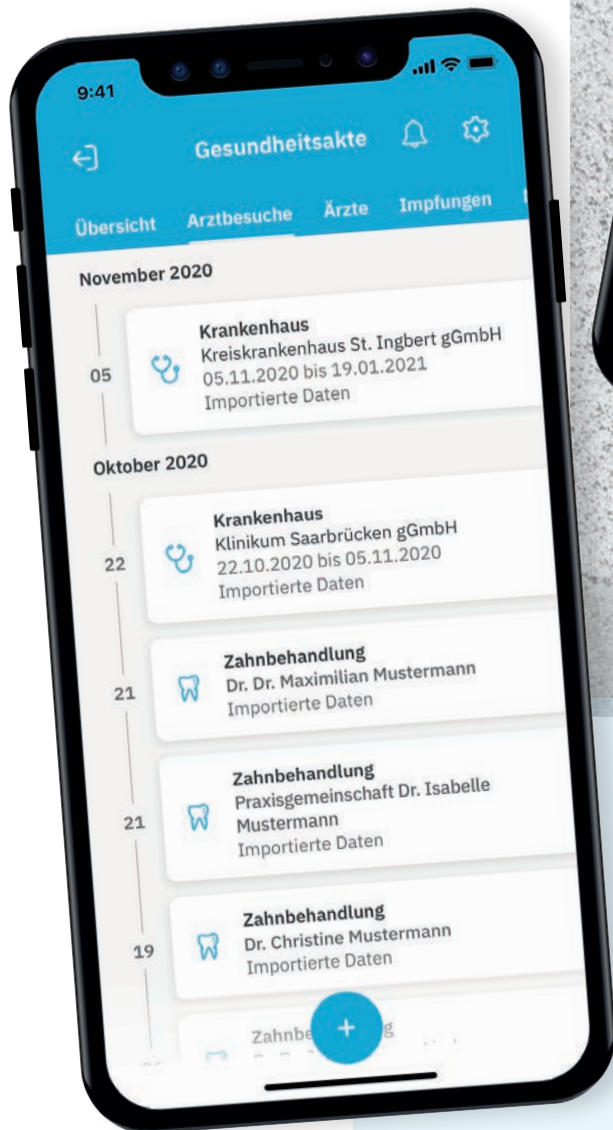 9:41
Gesundheitsakte
Übersicht Arztbesuche Ärzte Impfungen
November 2020
05
Krankenhaus
Kreiskrankenhaus St. Ingbert gGmbH
05.11.2020 bis 19.01.2021
Importierte Daten
Oktober 2020
22
Krankenhaus
Klinikum Saarbrücken gGmbH
22.10.2020 bis 05.11.2020
Importierte Daten
21
Zahnbehandlung
Dr. Dr. Maximilian Mustermann
Importierte Daten
21
Zahnbehandlung
Praxisgemeinschaft Dr. Isabelle
Mustermann
Importierte Daten
19
Zahnbehandlung
Dr. Christine Mustermann
Importierte Daten